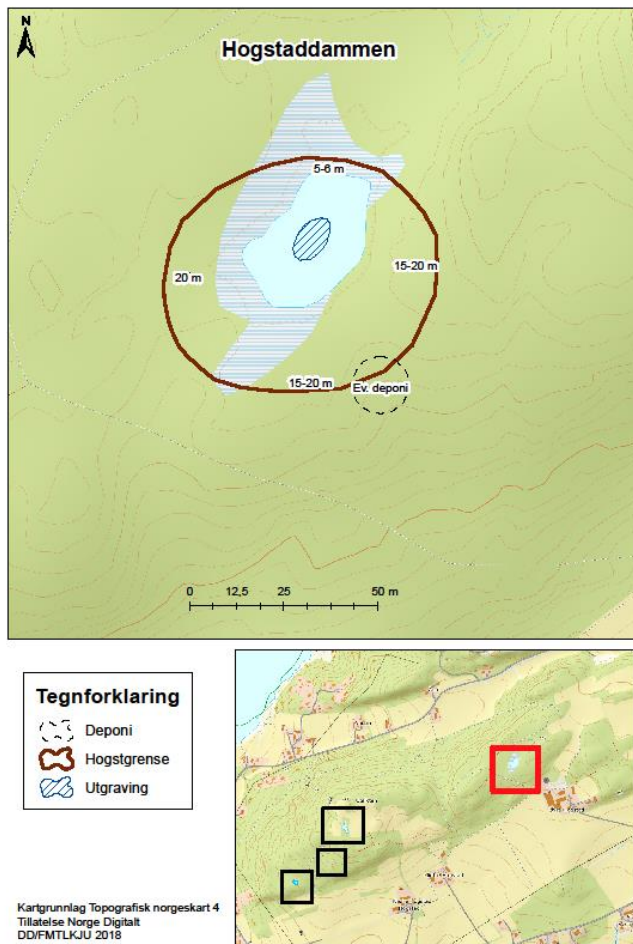 N
Hogstaddammen
5-6 m
20 m
15-20 m
15-20 m
Ev. deponi
0 12,5 25 50 m
Tegnforklaring
Deponi
Hogstgrense
Utgraving
Kartgrunnlag Topografisk norgeskart 4
Tillatelse Norge Digitalt
DD/FMTLKJU 2018